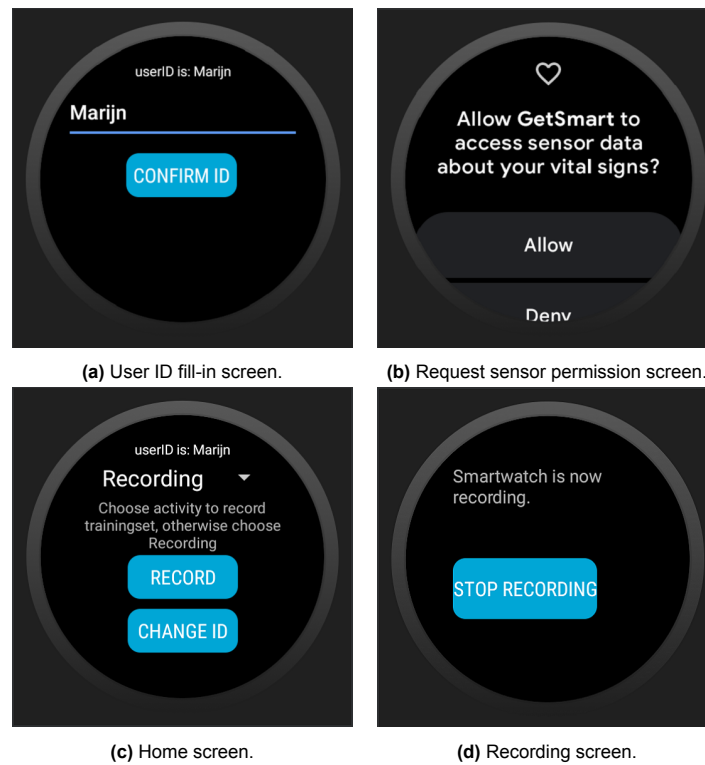 userID is: Marijn
Marijn
CONFIRM ID
(a) User ID fill-in screen.
Allow GetSmart to
access sensor data
about your vital signs?
Allow
Deny
(b) Request sensor permission screen.
userID is: Marijn
Recording
Choose activity to record
trainingset, otherwise choose
Recording
RECORD
CHANGE ID
(c) Home screen.
Smartwatch is now
recording.
STOP RECORDING
(d) Recording screen.